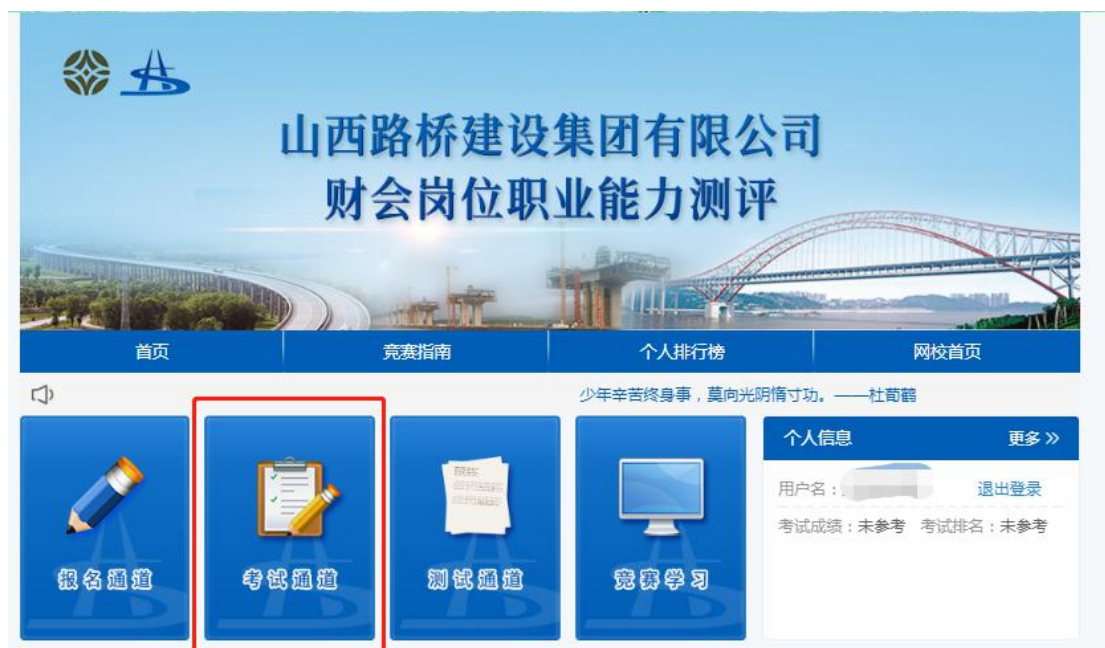 山西路桥建设集团有限公司
财会岗位职业能力测评
首页 竞赛指南 个人排行榜 网校首页
少年辛苦终身事，莫向光阴惰寸功。——杜荀鹤
报名通道
考试通道
测试通道
竞赛学习
个人信息 更多 »
用户名： 退出登录
考试成绩：未参考 考试排名：未参考